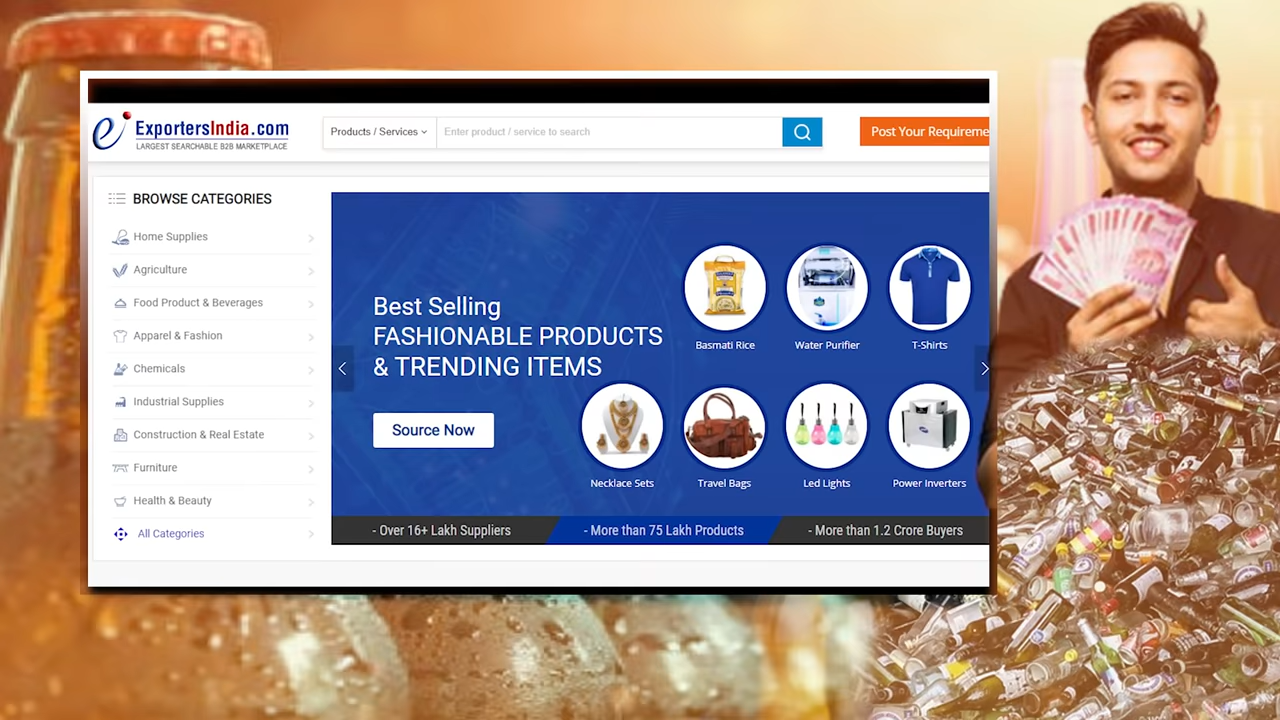 ExportersIndia.com
LARGEST SEARCHABLE B2B MARKETPLACE
Products / Services
Enter product / service to search
Post Your Requireme
BROWSE CATEGORIES
Home Supplies
Agriculture
Food Product & Beverages
Apparel & Fashion
Chemicals
Industrial Supplies
Construction & Real Estate
Furniture
Health & Beauty
All Categories
Best Selling
FASHIONABLE PRODUCTS
& TRENDING ITEMS
Source Now
Basmati Rice
Water Purifier
T-Shirts
Necklace Sets
Travel Bags
Led Lights
Power Inverters
- Over 16+ Lakh Suppliers
- More than 75 Lakh Products
- More than 1.2 Crore Buyers